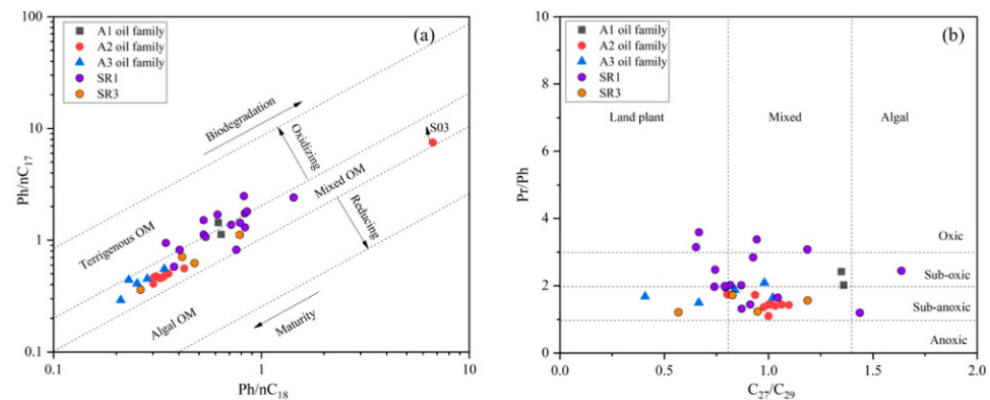 (a)
A1 oil family
A2 oil family
A3 oil family
SR1
SR3
Biodegradation
Oxidizing
S03
Mixed OM
Reducing
Terrigenous OM
Algal OM
Maturity
100
10
1
0.1
Ph/nC17
0.1
1
10
Ph/nC18
(b)
A1 oil family
A2 oil family
A3 oil family
SR1
SR3
Land plant
Mixed
Algal
Oxic
Sub-oxic
Sub-anoxic
Anoxic
10
8
6
4
2
0
Pr/Ph
0.0
0.5
1.0
1.5
2.0
C27/C29